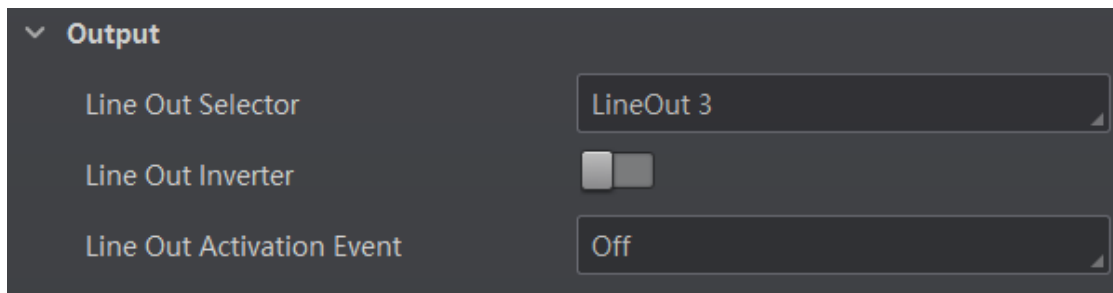 Output
Line Out Selector LineOut 3
Line Out Inverter
Line Out Activation Event Off